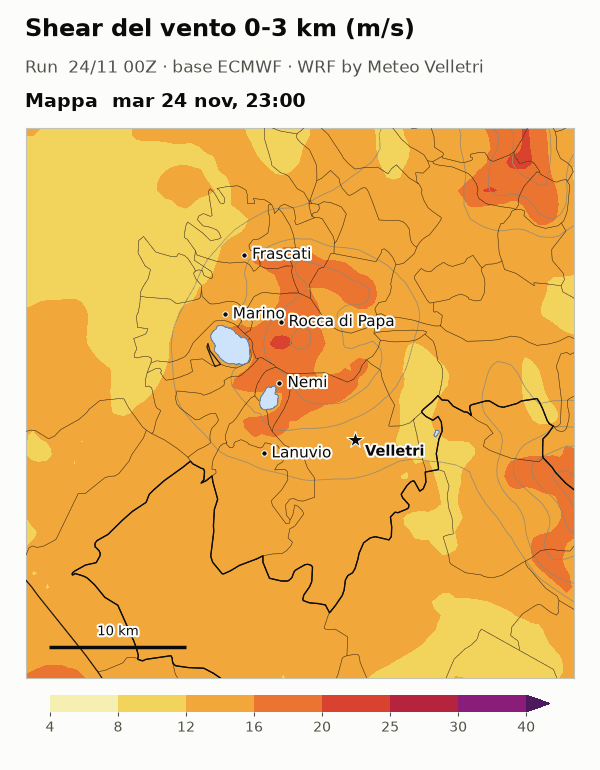 Shear del vento 0-3 km (m/s)
Run  24/11 00Z · base ECMWF · WRF by Meteo Velletri
Mappa  mar 24 nov, 23:00
Frascati
Marino
Rocca di Papa
Nemi
Velletri
Lanuvio
10 km
4 8 12 16 20 25 30 40